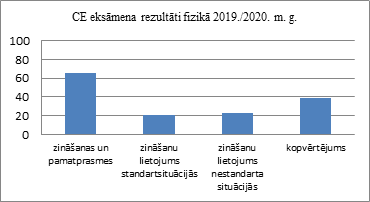 CE eksāmena rezultāti fizikā 2019./2020. m. g.
100
80
60
40
20
0
zināšanas un
pamatprasmes
zināšanu
lietojums
standartsituācijās
zināšanu
lietojums
nestandarta
situācijās
kopvērtējums